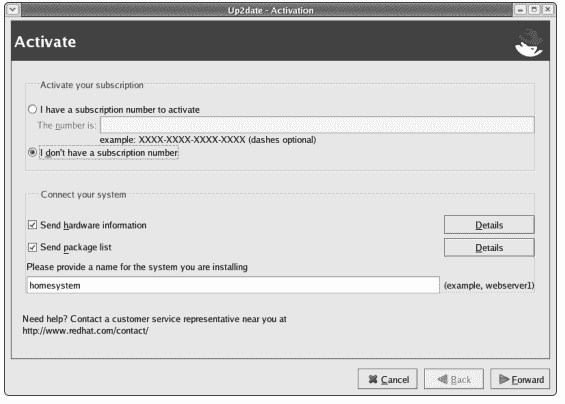 Up2date - Activation
Activate
Activate your subscription
I have a subscription number to activate
The number is:
example: XXXX-XXXX-XXXX-XXXX (dashes optional)
I don't have a subscription number
Connect your system
Send hardware information
Details
Send package list
Details
Please provide a name for the system you are installing
homesystem
(example, webserver1)
Need help? Contact a customer service representative near you at
http://www.redhat.com/contact/
Cancel
Back
Forward